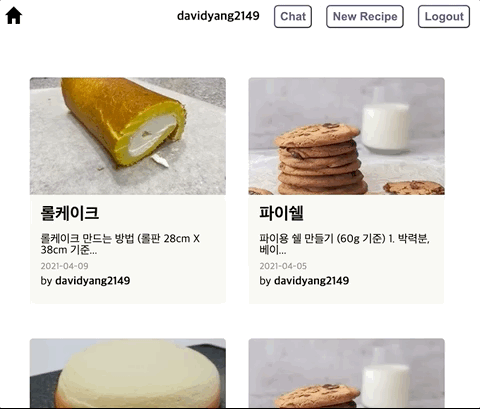 davidyang2149 Chat New Recipe Logout
롤케이크
롤케이크 만드는 방법 (롤판 28cm X
38cm 기준...
2021-04-09
by davidyang2149
파이쉘
파이용 쉘 만들기 (60g 기준) 1. 박력분,
베이...
2021-04-05
by davidyang2149